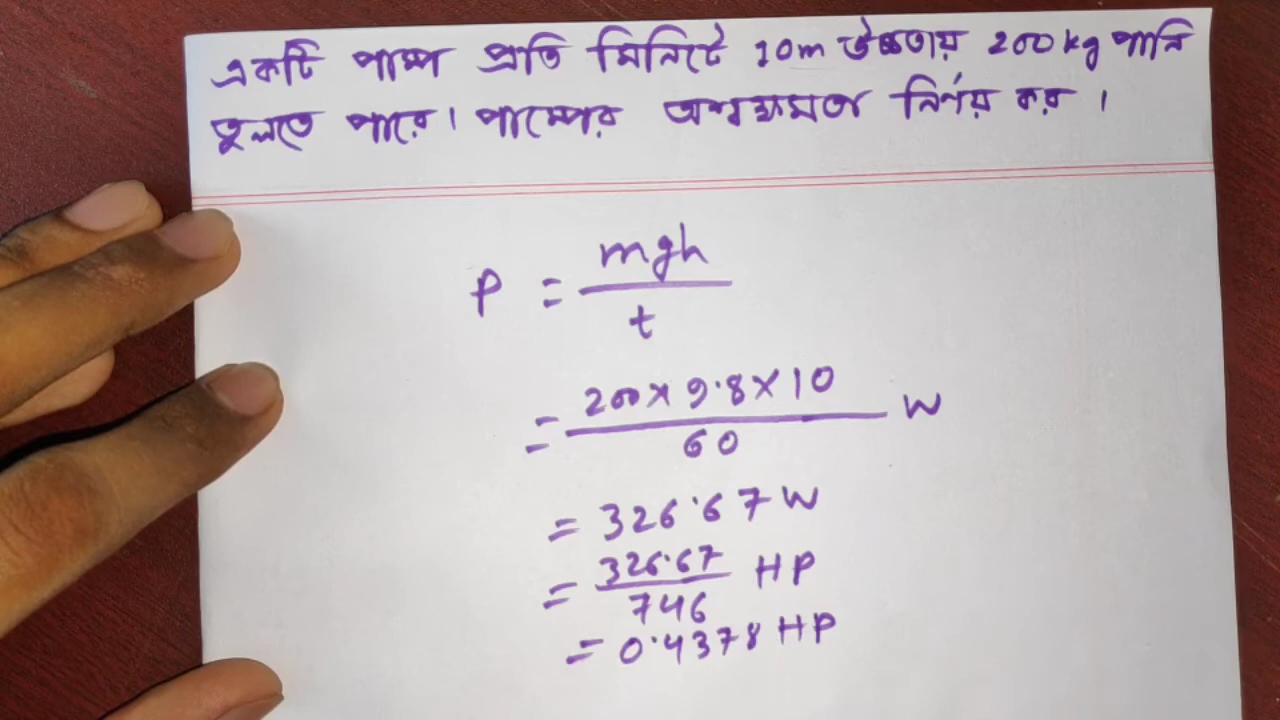 একটি পাম্প প্রতি মিনিটে 10m উচ্চতায় 200kg পানি
তুলতে পারে। পাম্পের অশ্বক্ষমতা নির্ণয় কর।
P = mgh / t
= 200 x 9.8 x 10 / 60 W
= 326.67 W
= 326.67 / 746 HP
= 0.4378 HP